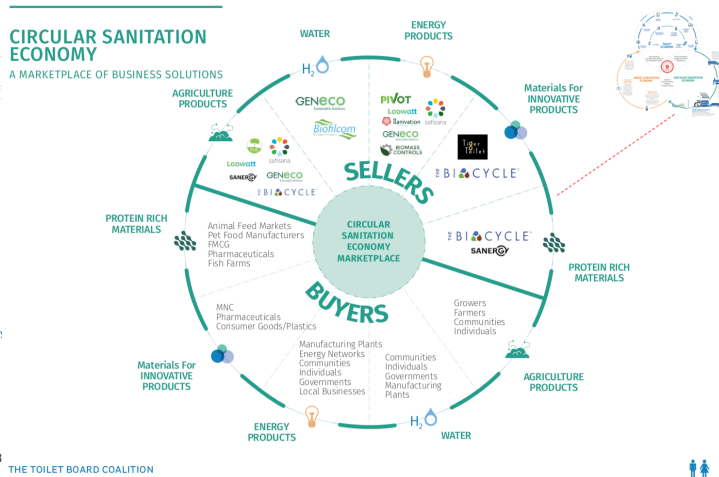 CIRCULAR SANITATION
ECONOMY
A MARKETPLACE OF BUSINESS SOLUTIONS
WATER
H2O
ENERGY
PRODUCTS
Materials For
INNOVATIVE
PRODUCTS
AGRICULTURE
PRODUCTS
GENeco
Sustainable Solutions
Biofilcom
PIVOT
Loowatt
Sanivation
safisana
GENeco
BIOMASS
CONTROLS
Tiger
Toilet
THE BIOCYCLE
Loowatt
safisana
SANERGY
GENeco
THE BIOCYCLE
SELLERS
CIRCULAR
SANITATION
ECONOMY
MARKETPLACE
BUYERS
PROTEIN RICH
MATERIALS
Animal Feed Markets
Pet Food Manufacturers
FMCG
Pharmaceuticals
Fish Farms
THE BIOCYCLE
SANERGY
PROTEIN RICH
MATERIALS
MNC
Pharmaceuticals
Consumer Goods/Plastics
Growers
Farmers
Communities
Individuals
Manufacturing Plants
Energy Networks
Communities
Individuals
Governments
Local Businesses
Communities
Individuals
Governments
Manufacturing
Plants
Materials For
INNOVATIVE
PRODUCTS
AGRICULTURE
PRODUCTS
ENERGY
PRODUCTS
H2O
WATER
THE TOILET BOARD COALITION